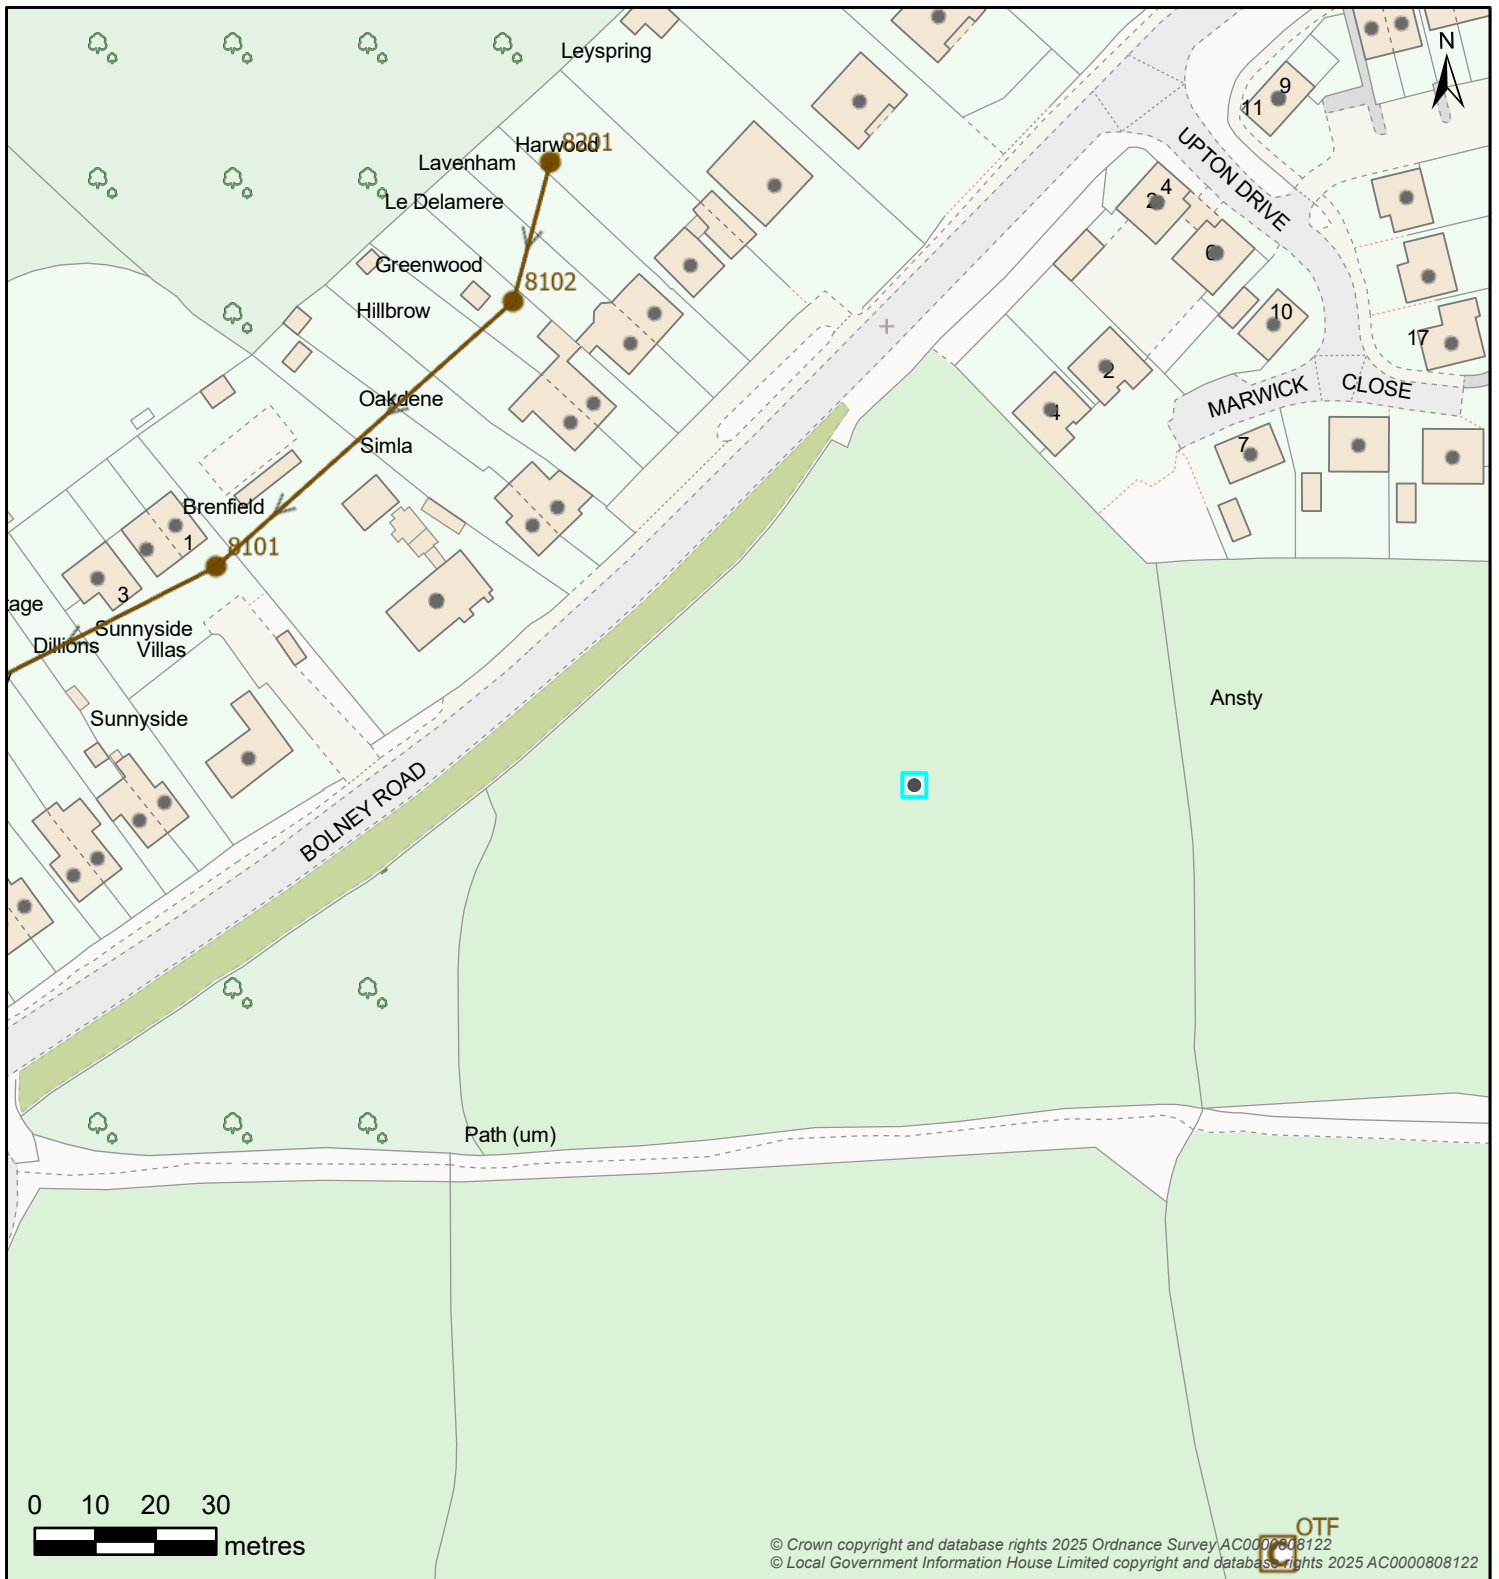 Leyspring
N
9
11
8201
Harwood
Lavenham
UPTON DRIVE
4
2
Le Delamere
6
Greenwood
8102
Hillbrow
10
17
2
MARWICK CLOSE
Oakdene
4
Simla
7
Brenfield
1
8101
3
tage
Sunnyside
Villas
Dillions
Ansty
Sunnyside
BOLNEY ROAD
Path (um)
0 10 20 30
metres
OTF
C
© Crown copyright and database rights 2025 Ordnance Survey AC0000808122
© Local Government Information House Limited copyright and database rights 2025 AC0000808122